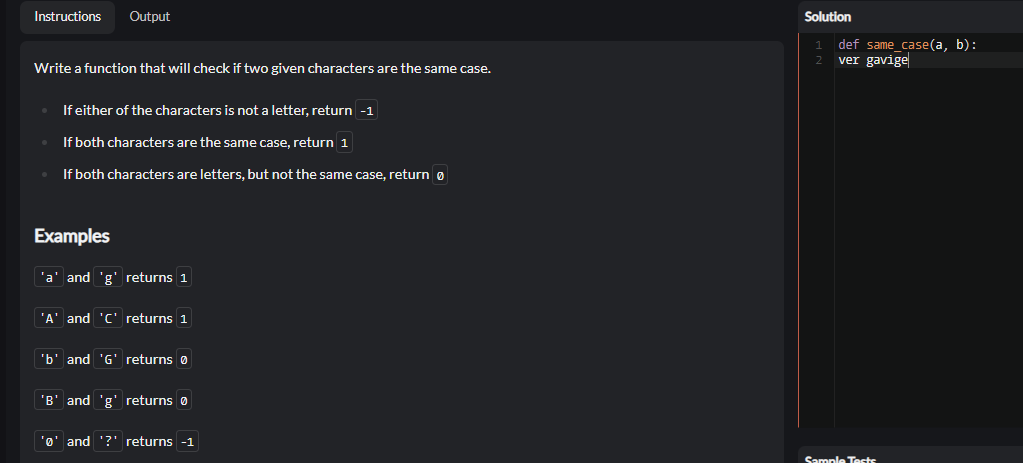 Instructions Output
Write a function that will check if two given characters are the same case.
If either of the characters is not a letter, return -1
If both characters are the same case, return 1
If both characters are letters, but not the same case, return 0
Examples
'a' and 'g' returns 1
'A' and 'C' returns 1
'b' and 'G' returns 0
'B' and 'g' returns 0
'0' and '?' returns -1
Solution
1 def same_case(a, b):
2 ver gavige
Sample Tests